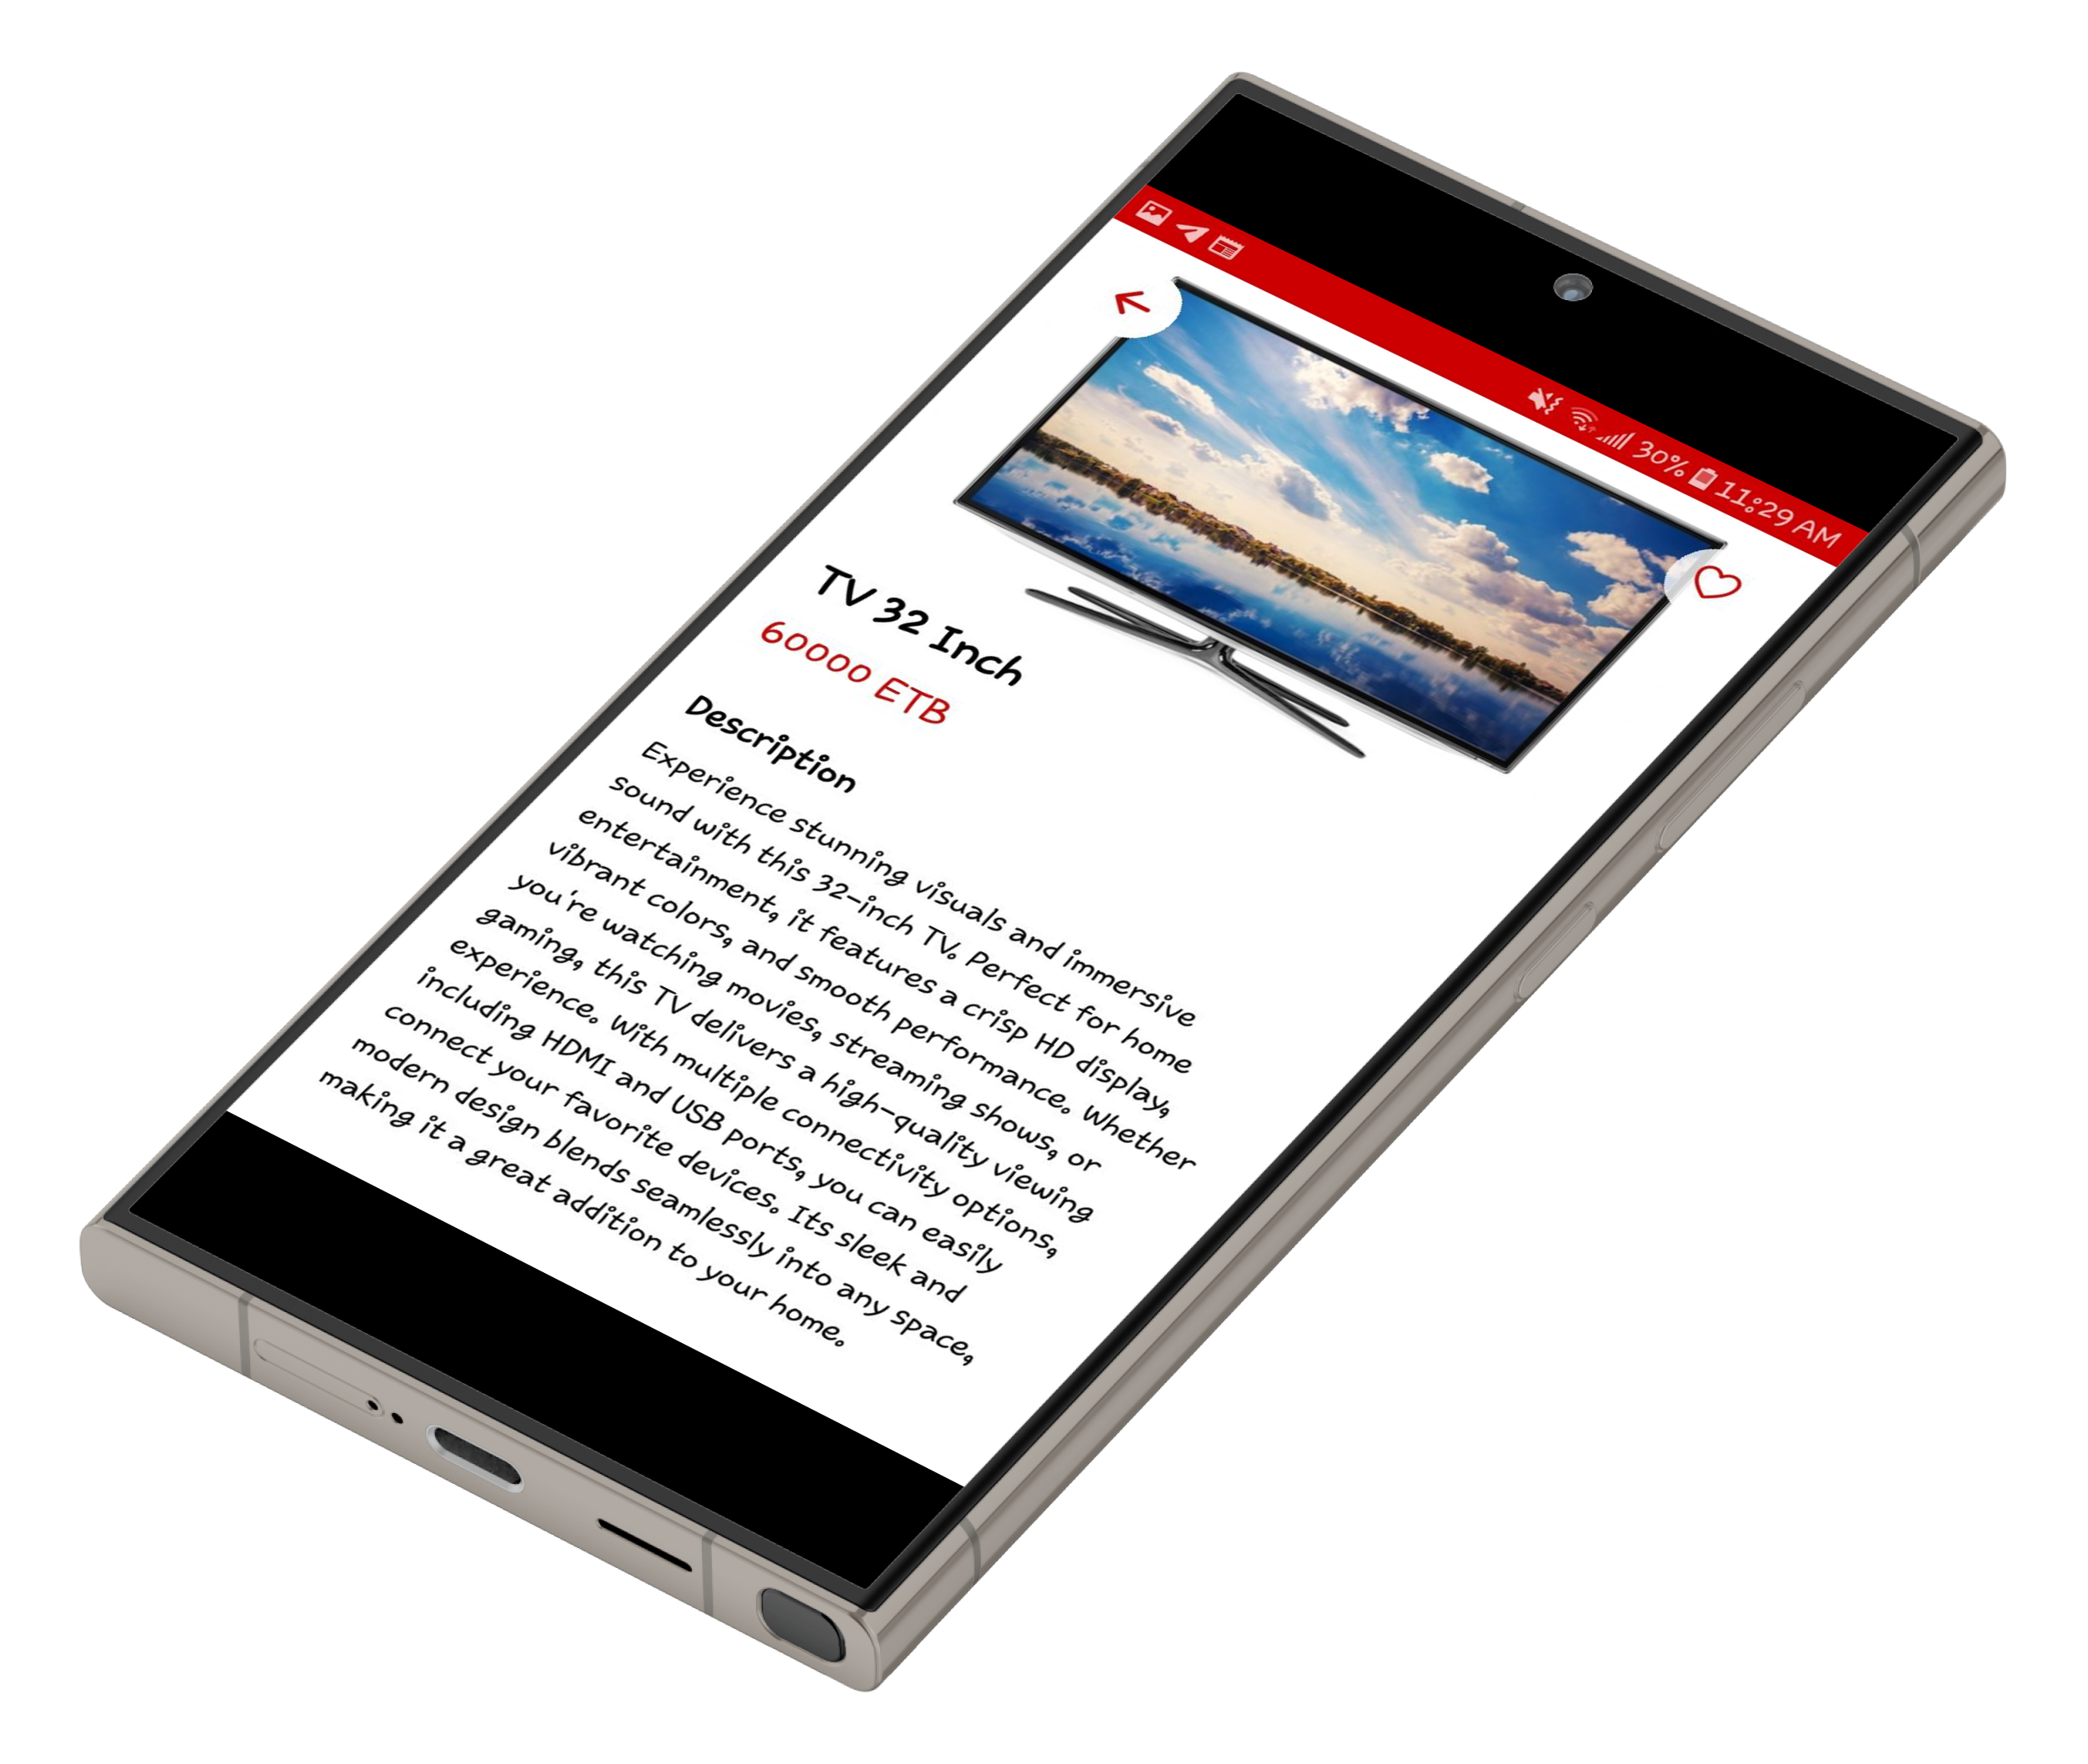 30% 11:29 AM
TV 32 Inch
60000 ETB
Description
Experience stunning visuals and immersive
sound with this 32-inch TV. Perfect for home
entertainment, it features a crisp HD display,
vibrant colors, and smooth performance. Whether
you're watching movies, streaming shows, or
gaming, this TV delivers a high-quality viewing
experience. With multiple connectivity options,
including HDMI and USB ports, you can easily
connect your favorite devices. Its sleek and
modern design blends seamlessly into any space,
making it a great addition to your home.